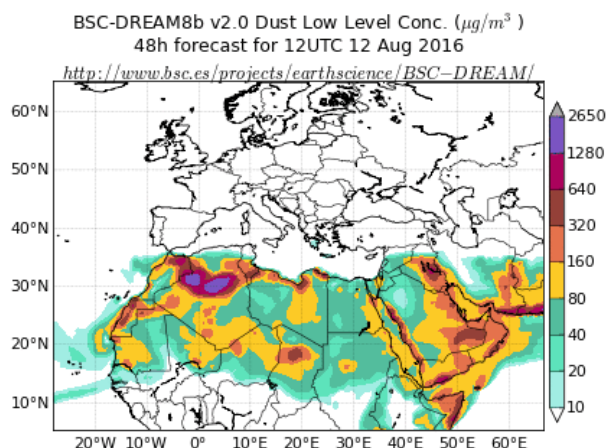 BSC-DREAM8b v2.0 Dust Low Level Conc. (μg/m³ )
48h forecast for 12UTC 12 Aug 2016
http://www.bsc.es/projects/earthscience/BSC−DREAM/
60°N
50°N
40°N
30°N
20°N
10°N
20°W 10°W 0° 10°E 20°E 30°E 40°E 50°E 60°E
2650
1280
640
320
160
80
40
20
10